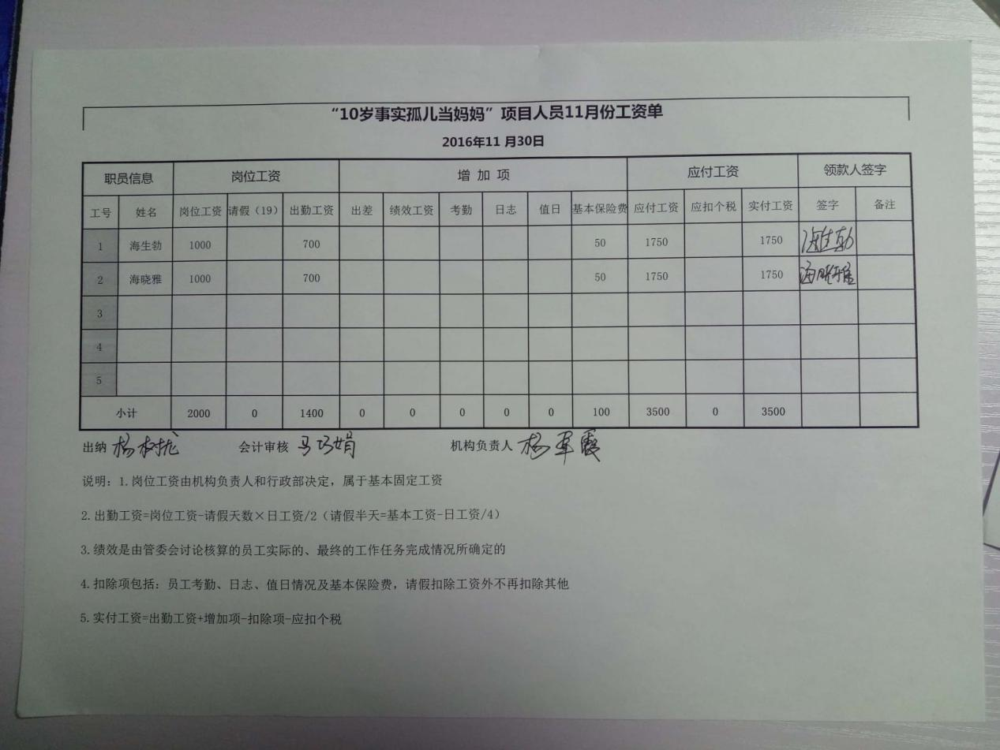 “10岁事实孤儿当妈妈”项目人员11月份工资单
2016年11 月30日
职员信息 岗位工资 增 加 项 应付工资 领款人签字
工号 姓名 岗位工资 请假（19） 出勤工资 出差 绩效工资 考勤 日志 值日 基本保险费 应付工资 应扣个税 实付工资 签字 备注
1 海生勃 1000 700 50 1750 1750 海生勃
2 海晓雅 1000 700 50 1750 1750 海晓雅
3
4
5
小计 2000 0 1400 0 0 0 0 0 100 3500 0 3500
出纳 会计审核 马巧娟 机构负责人 杨军霞
说明：1.岗位工资由机构负责人和行政部决定，属于基本固定工资
2.出勤工资=岗位工资-请假天数×日工资/2（请假半天=基本工资-日工资/4）
3.绩效是由管委会讨论核算的员工实际的、最终的工作任务完成情况所确定的
4.扣除项包括：员工考勤、日志、值日情况及基本保险费，请假扣除工资外不再扣除其他
5.实付工资=出勤工资+增加项-扣除项-应扣个税